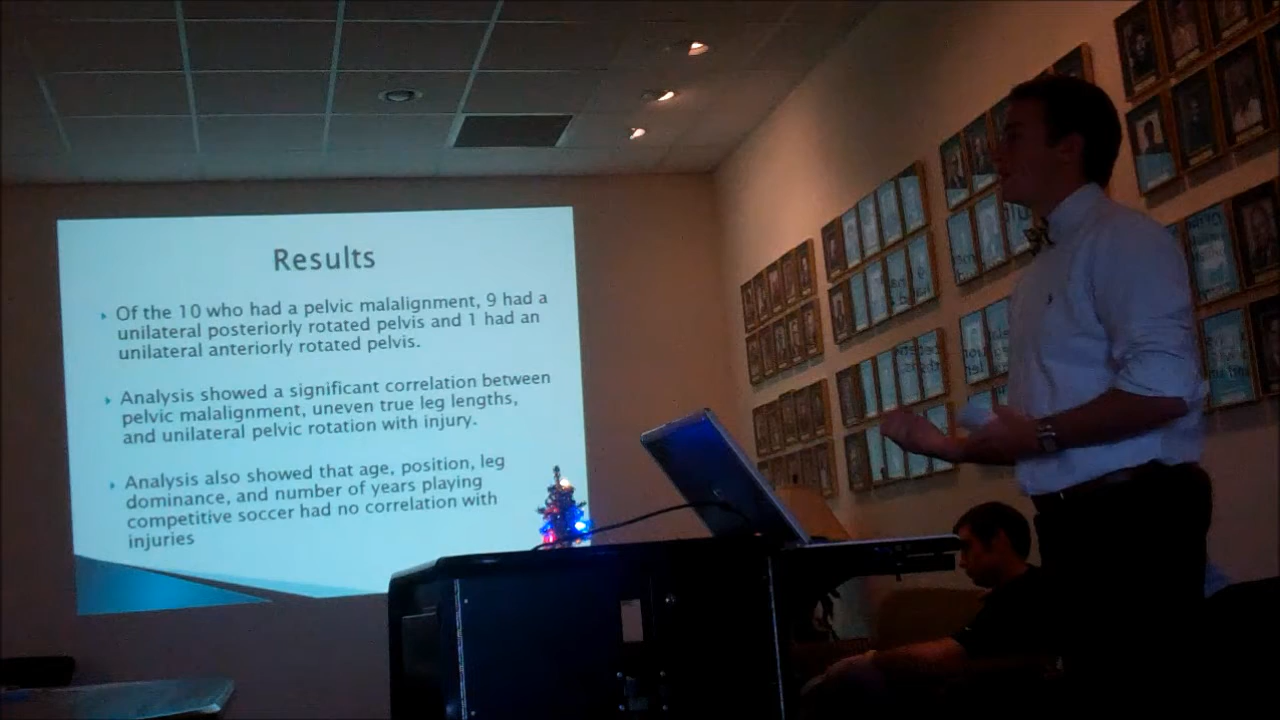 Results
Of the 10 who had a pelvic malalignment, 9 had a
unilateral posteriorly rotated pelvis and 1 had an
unilateral anteriorly rotated pelvis.
Analysis showed a significant correlation between
pelvic malalignment, uneven true leg lengths,
and unilateral pelvic rotation with injury.
Analysis also showed that age, position, leg
dominance, and number of years playing
competitive soccer had no correlation with
injuries